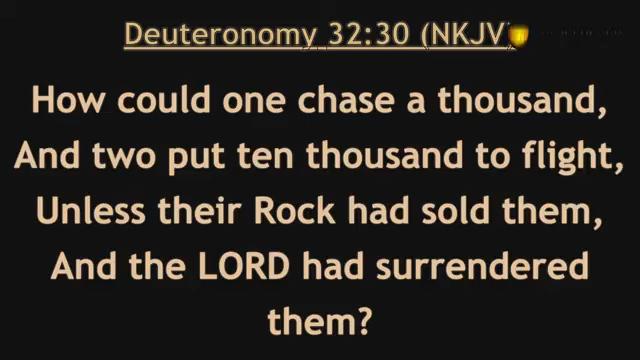 Deuteronomy 32:30 (NKJV)
How could one chase a thousand,
And two put ten thousand to flight,
Unless their Rock had sold them,
And the LORD had surrendered
them?